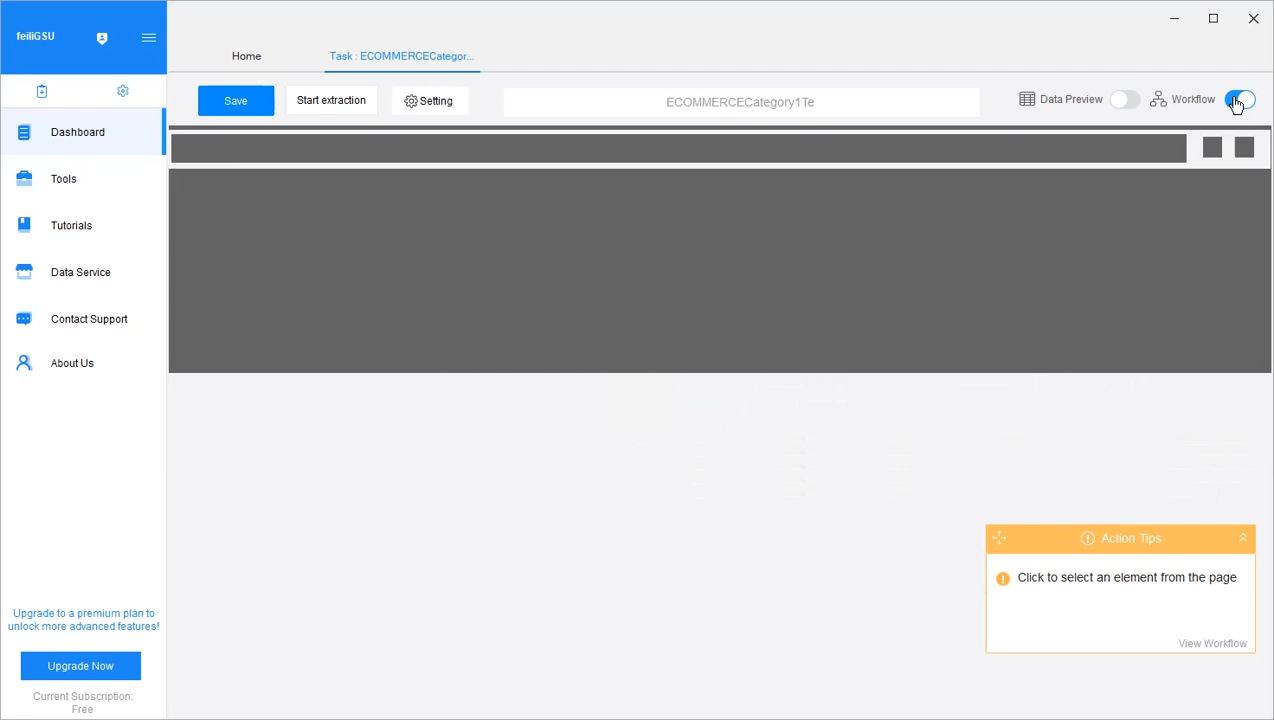 feiliGSU
Home
Task : ECOMMERCECategor...
Save
Start extraction
Setting
ECOMMERCECategory1Te
Data Preview
Workflow
Dashboard
Tools
Tutorials
Data Service
Contact Support
About Us
Action Tips
Click to select an element from the page
View Workflow
Upgrade to a premium plan to
unlock more advanced features!
Upgrade Now
Current Subscription:
Free